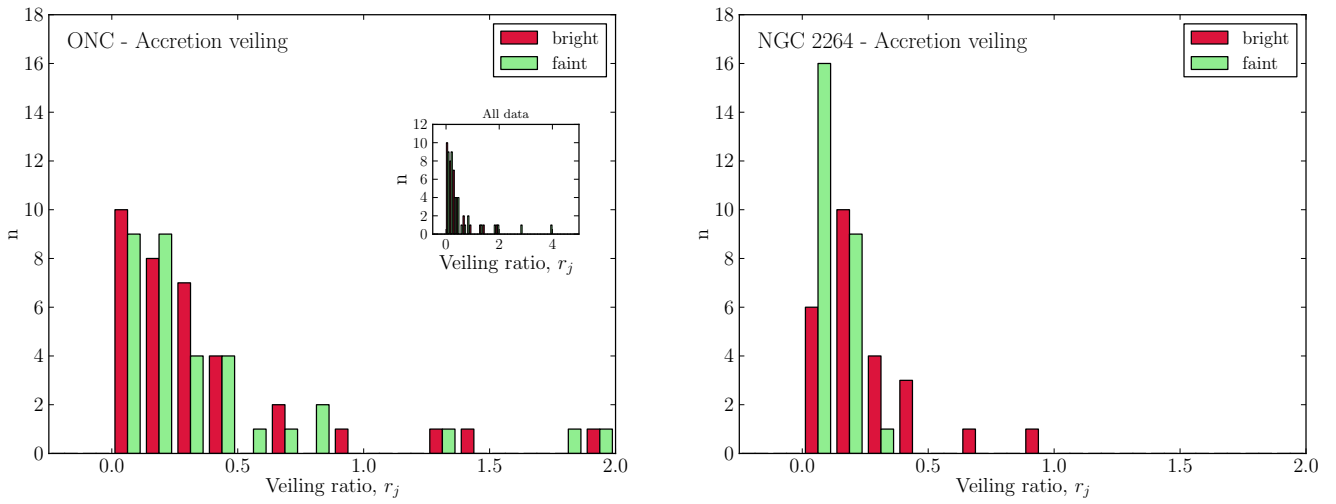 ONC - Accretion veiling
bright
faint
All data
n
12
10
8
6
4
2
0
0 2 4
Veiling ratio, r_j
n
18
16
14
12
10
8
6
4
2
0
0.0 0.5 1.0 1.5 2.0
Veiling ratio, r_j
NGC 2264 - Accretion veiling
bright
faint
n
18
16
14
12
10
8
6
4
2
0
0.0 0.5 1.0 1.5 2.0
Veiling ratio, r_j